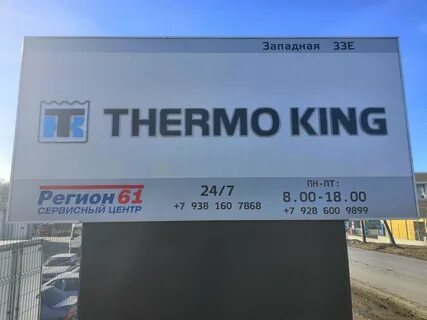 Западная 33Е
TK THERMO KING
Регион 61
СЕРВИСНЫЙ ЦЕНТР
24/7
+7 938 160 7868
ПН-ПТ:
8.00-18.00
+7 928 600 9899